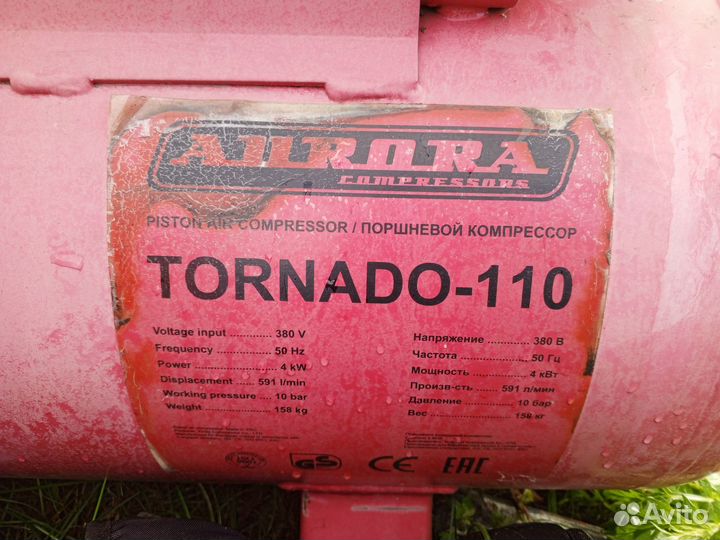 AURORA
COMPRESSORS
PISTON AIR COMPRESSOR / ПОРШНЕВОЙ КОМПРЕССОР
TORNADO-110
Voltage input ............. 380 V
Frequency ............... 50 Hz
Power ..................... 4 kW
Displacement ....... 591 l/min
Working pressure .... 10 bar
Weight .................. 158 kg
Напряжение ............. 380 В
Частота .................. 50 Гц
Мощность ............... 4 кВт
Произв-сть ...... 591 л/мин
Давление ............... 10 бар
Вес ....................... 158 кг
GS
CE
EAC
Avito